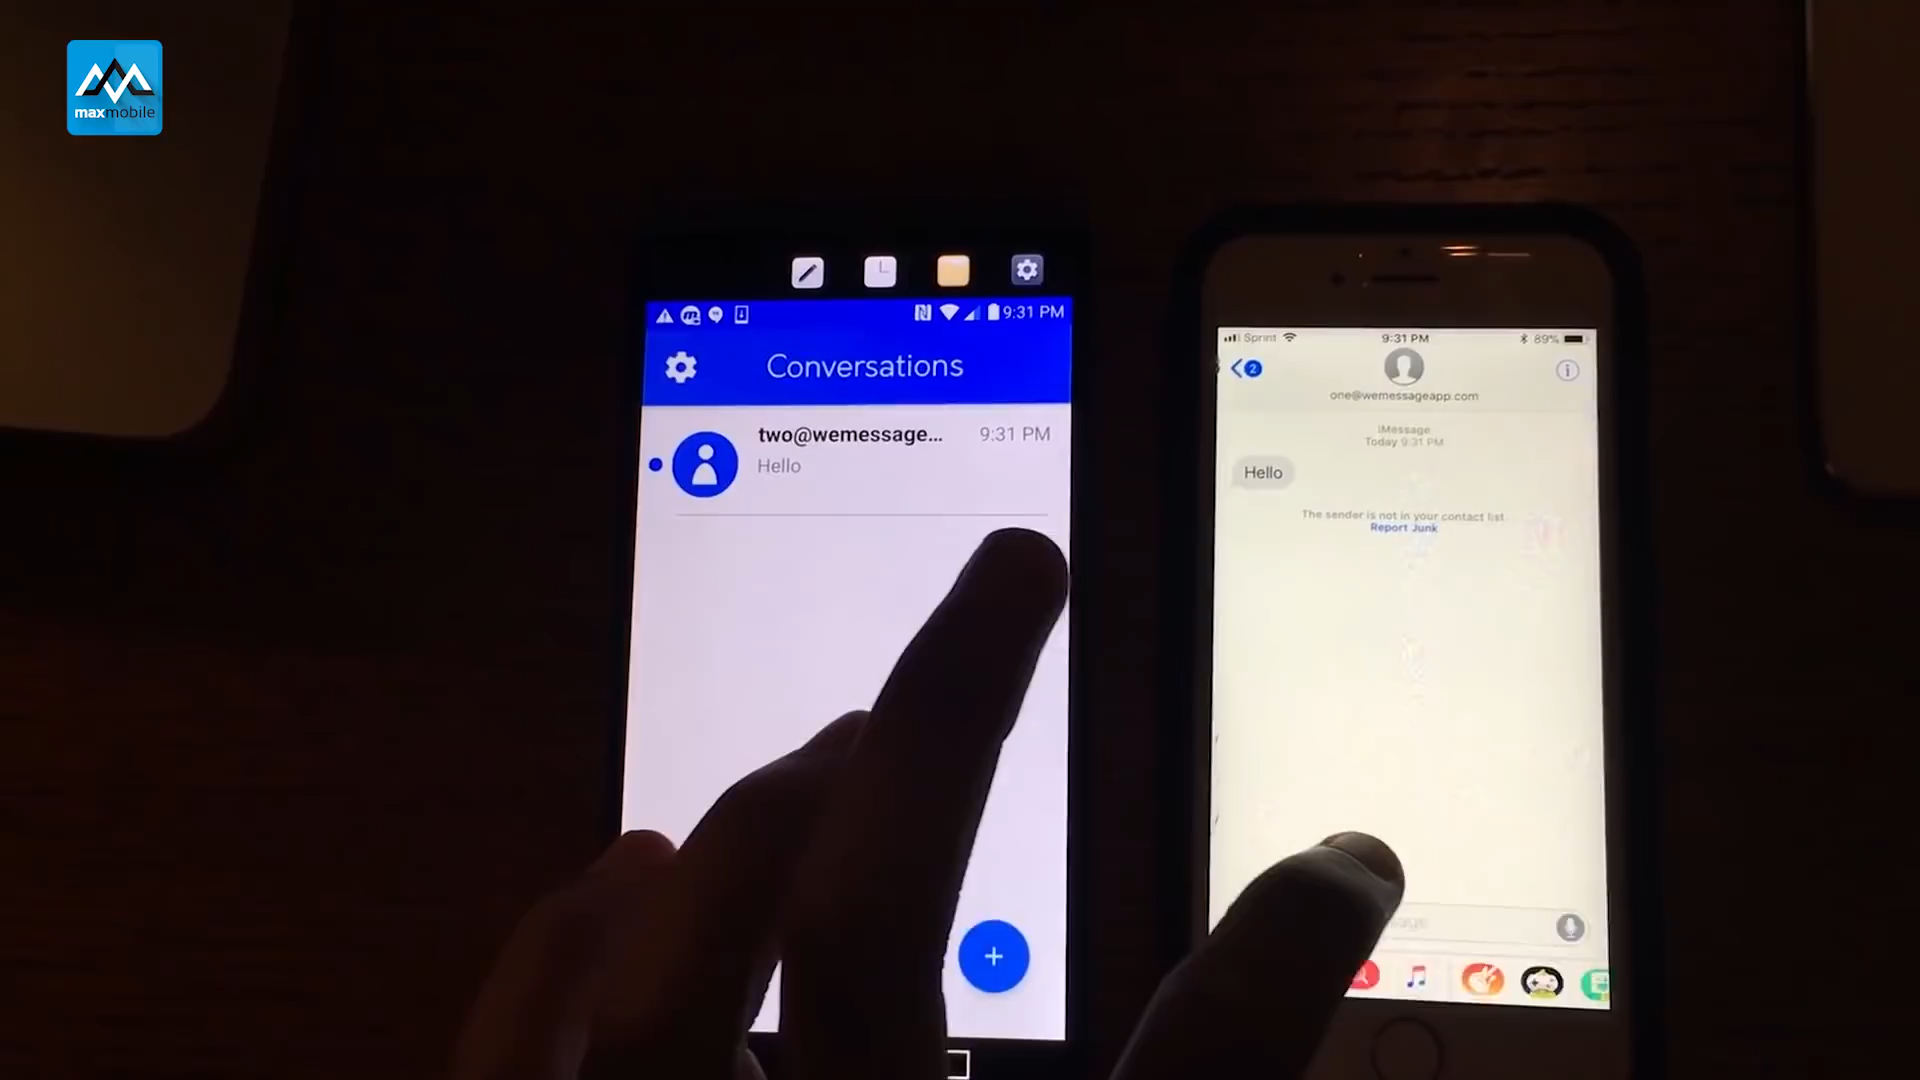 maxmobile
9:31 PM
Conversations
two@wemessage... 9:31 PM
Hello
Sprint 9:31 PM 89%
2
one@wemessageapp.com
iMessage
Today 9:31 PM
Hello
The sender is not in your contact list.
Report Junk